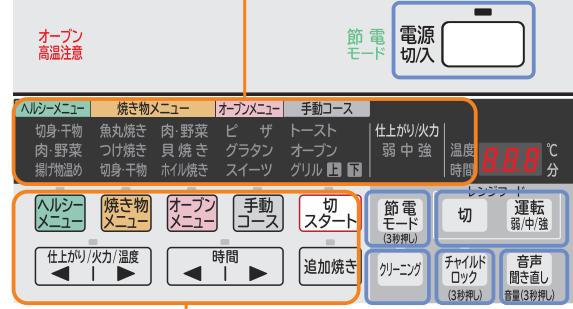 オーブン
高温注意
節電
モード
電源
切/入
ヘルシーメニュー 焼き物メニュー オーブンメニュー 手動コース
切身・干物 魚丸焼き 肉・野菜 ピザ トースト 仕上がり/火力
肉・野菜 つけ焼き 貝焼き グラタン オーブン 弱 中 強 温度 888 ℃
揚げ物温め 切身・干物 ホイル焼き スイーツ グリル 上 下 時間 分
レンジフード
ヘルシー
メニュー
焼き物
メニュー
オーブン
メニュー
手動
コース
切
スタート
節電
モード
(3秒押し)
切
運転
弱/中/強
仕上がり/火力/温度
◀ ▶
時間
◀ ▶
追加焼き
クリーニング
チャイルド
ロック
(3秒押し)
音声
聞き直し
音量(3秒押し)